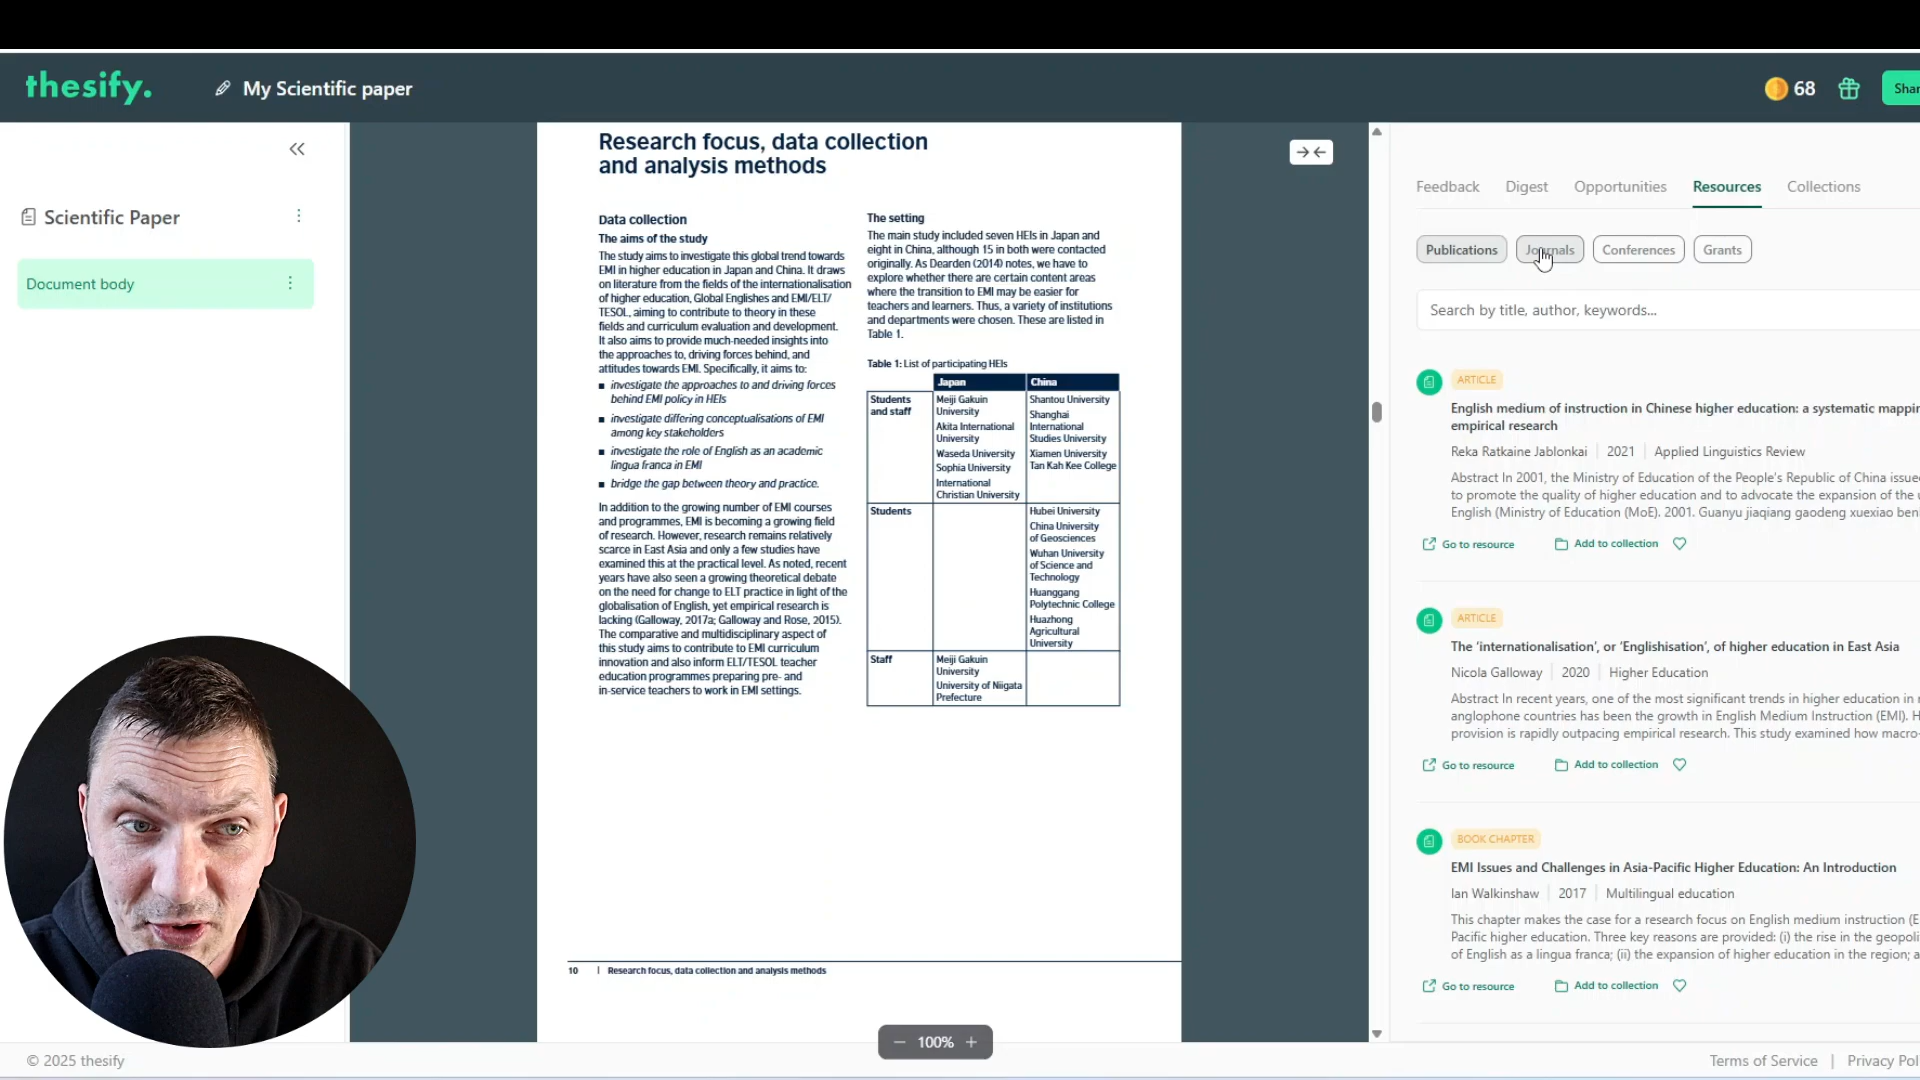 thesify.
My Scientific paper
68
Shar
Scientific Paper
Document body
Research focus, data collection
and analysis methods
Data collection
The aims of the study
The study aims to investigate this global trend towards
EMI in higher education in Japan and China. It draws
on literature from the fields of the internationalisation
of higher education, Global Englishes and EMI/ELT/
TESOL, aiming to contribute to theory in these
fields and curriculum evaluation and development.
It also aims to provide much-needed insights into
the approaches to, driving forces behind, and
attitudes towards EMI. Specifically, it aims to:
■ investigate the approaches to and driving forces
behind EMI policy in HEIs
■ investigate differing conceptualisations of EMI
among key stakeholders
■ investigate the role of English as an academic
lingua franca in EMI
■ bridge the gap between theory and practice.
In addition to the growing number of EMI courses
and programmes, EMI is becoming a growing field
of research. However, research remains relatively
scarce in East Asia and only a few studies have
examined this at the practical level. As noted, recent
years have also seen a growing theoretical debate
on the need for change to ELT practice in light of the
globalisation of English, yet empirical research is
lacking (Galloway, 2017a; Galloway and Rose, 2015).
The comparative and multidisciplinary aspect of
this study aims to contribute to EMI curriculum
innovation and also inform ELT/TESOL teacher
education programmes preparing pre- and
in-service teachers to work in EMI settings.
The setting
The main study included seven HEIs in Japan and
eight in China, although 15 in both were contacted
originally. As Dearden (2014) notes, we have to
explore whether there are certain content areas
where the transition to EMI may be easier for
teachers and learners. Thus, a variety of institutions
and departments were chosen. These are listed in
Table 1.
Table 1: List of participating HEIs
Japan China
Students
and staff
Meiji Gakuin
University
Akita International
University
Waseda University
Sophia University
International
Christian University
Shantou University
Shanghai
International
Studies University
Xiamen University
Tan Kah Kee College
Students
Hubei University
China University
of Geosciences
Wuhan University
of Science and
Technology
Huanggang
Polytechnic College
Huazhong
Agricultural
University
Staff
Meiji Gakuin
University
University of Niigata
Prefecture
10 | Research focus, data collection and analysis methods
100%
Feedback Digest Opportunities Resources Collections
Publications Journals Conferences Grants
Search by title, author, keywords...
ARTICLE
English medium of instruction in Chinese higher education: a systematic mappin
empirical research
Reka Ratkaine Jablonkai | 2021 | Applied Linguistics Review
Abstract In 2001, the Ministry of Education of the People's Republic of China issue
to promote the quality of higher education and to advocate the expansion of the u
English (Ministry of Education (MoE). 2001. Guanyu jiaqiang gaodeng xuexiao ben
Go to resource Add to collection
ARTICLE
The ‘internationalisation’, or ‘Englishisation’, of higher education in East Asia
Nicola Galloway | 2020 | Higher Education
Abstract In recent years, one of the most significant trends in higher education in n
anglophone countries has been the growth in English Medium Instruction (EMI). H
provision is rapidly outpacing empirical research. This study examined how macro-
Go to resource Add to collection
BOOK CHAPTER
EMI Issues and Challenges in Asia-Pacific Higher Education: An Introduction
Ian Walkinshaw | 2017 | Multilingual education
This chapter makes the case for a research focus on English medium instruction (E
Pacific higher education. Three key reasons are provided: (i) the rise in the geopoli
of English as a lingua franca; (ii) the expansion of higher education in the region; a
Go to resource Add to collection
© 2025 thesify
Terms of Service | Privacy Pol